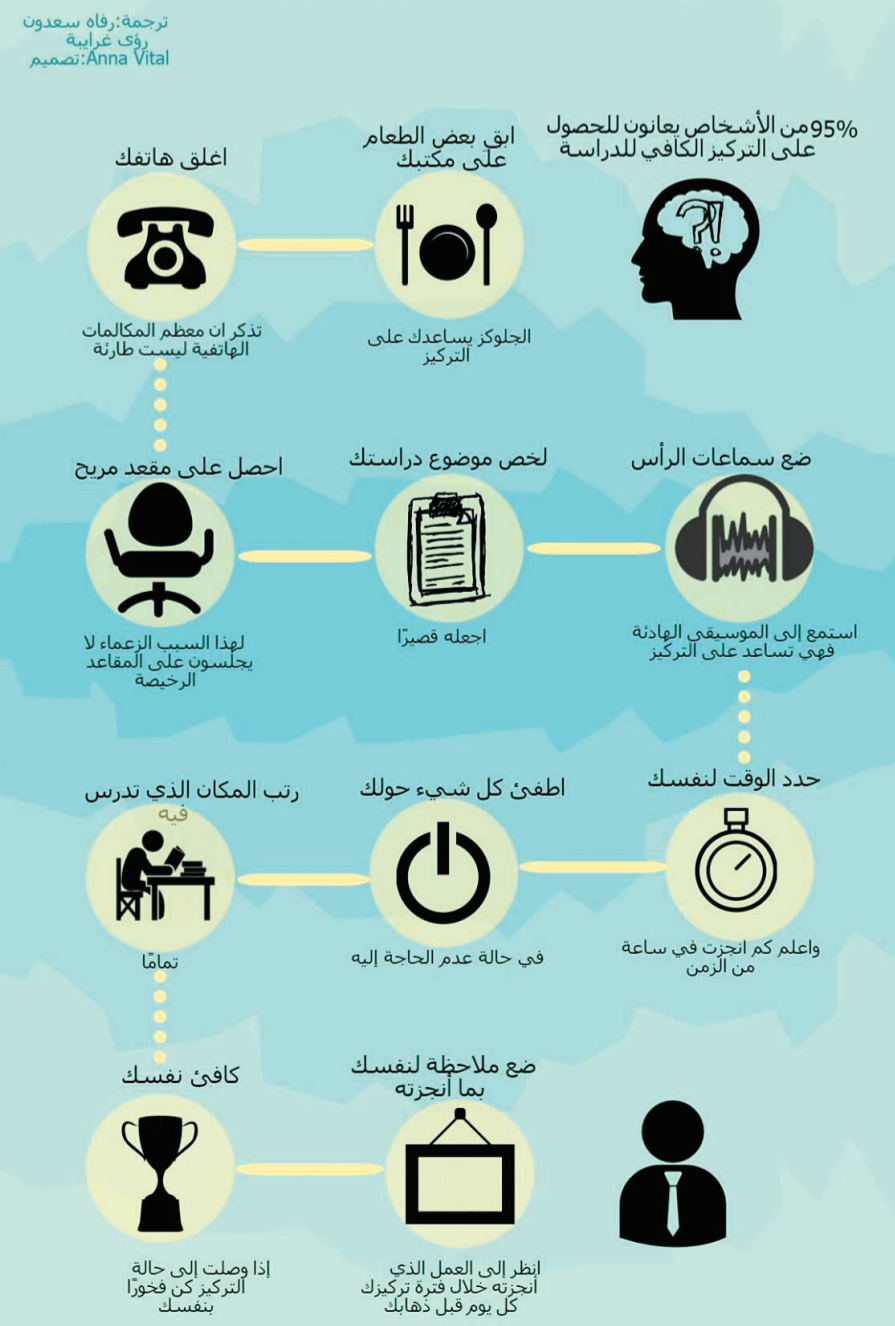 ترجمة:رفاه سعدون
رؤى غرايبة
تصميم:Anna Vital
95%من الأشخاص يعانون للحصول
على التركيز الكافي للدراسة
ابق بعض الطعام
على مكتبك
الجلوكز يساعدك على
التركيز
اغلق هاتفك
تذكر ان معظم المكالمات
الهاتفية ليست طارئة
احصل على مقعد مريح
لهذا السبب الزعماء لا
يجلسون على المقاعد
الرخيصة
لخص موضوع دراستك
اجعله قصيرًا
ضع سماعات الرأس
استمع إلى الموسيقى الهادئة
فهي تساعد على التركيز
حدد الوقت لنفسك
واعلم كم انجزت في ساعة
من الزمن
اطفئ كل شيء حولك
في حالة عدم الحاجة إليه
رتب المكان الذي تدرس
فيه
تمامًا
كافئ نفسك
إذا وصلت إلى حالة
التركيز كن فخورًا
بنفسك
ضع ملاحظة لنفسك
بما أنجزته
انظر إلى العمل الذي
أنجزته خلال فترة تركيزك
كل يوم قبل ذهابك